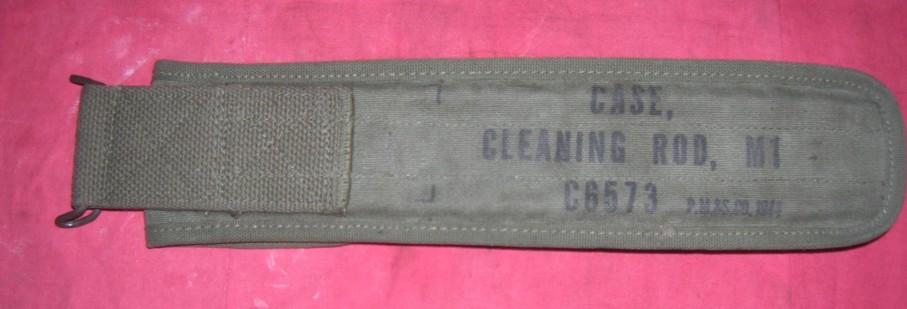 CASE,
CLEANING ROD, M1
C6573